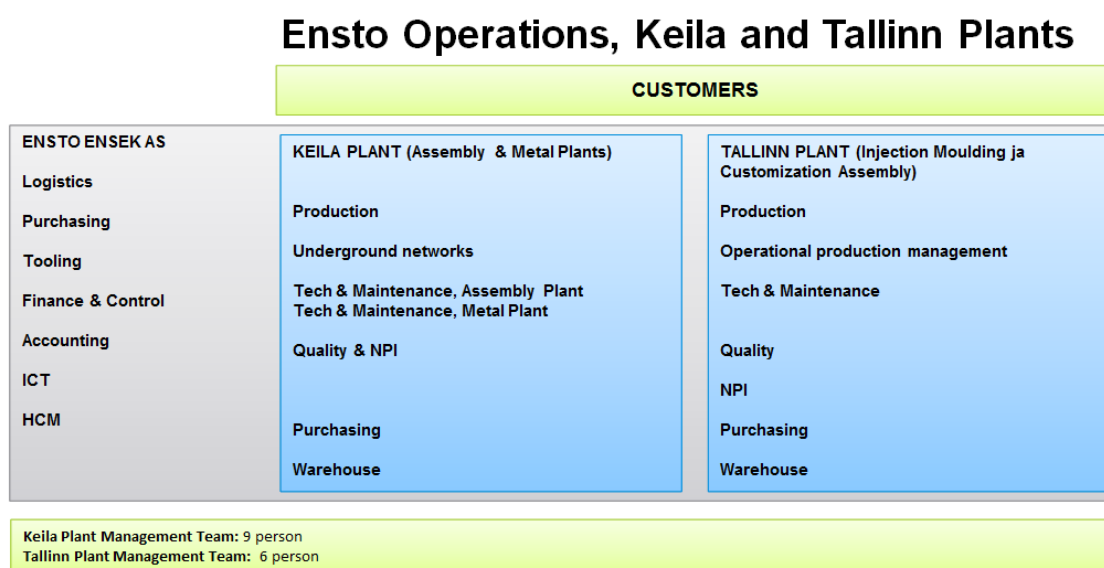 Ensto Operations, Keila and Tallinn Plants
CUSTOMERS
ENSTO ENSEK AS
Logistics
Purchasing
Tooling
Finance & Control
Accounting
ICT
HCM
KEILA PLANT (Assembly & Metal Plants)
Production
Underground networks
Tech & Maintenance, Assembly Plant
Tech & Maintenance, Metal Plant
Quality & NPI
Purchasing
Warehouse
TALLINN PLANT (Injection Moulding ja
Customization Assembly)
Production
Operational production management
Tech & Maintenance
Quality
NPI
Purchasing
Warehouse
Keila Plant Management Team: 9 person
Tallinn Plant Management Team: 6 person